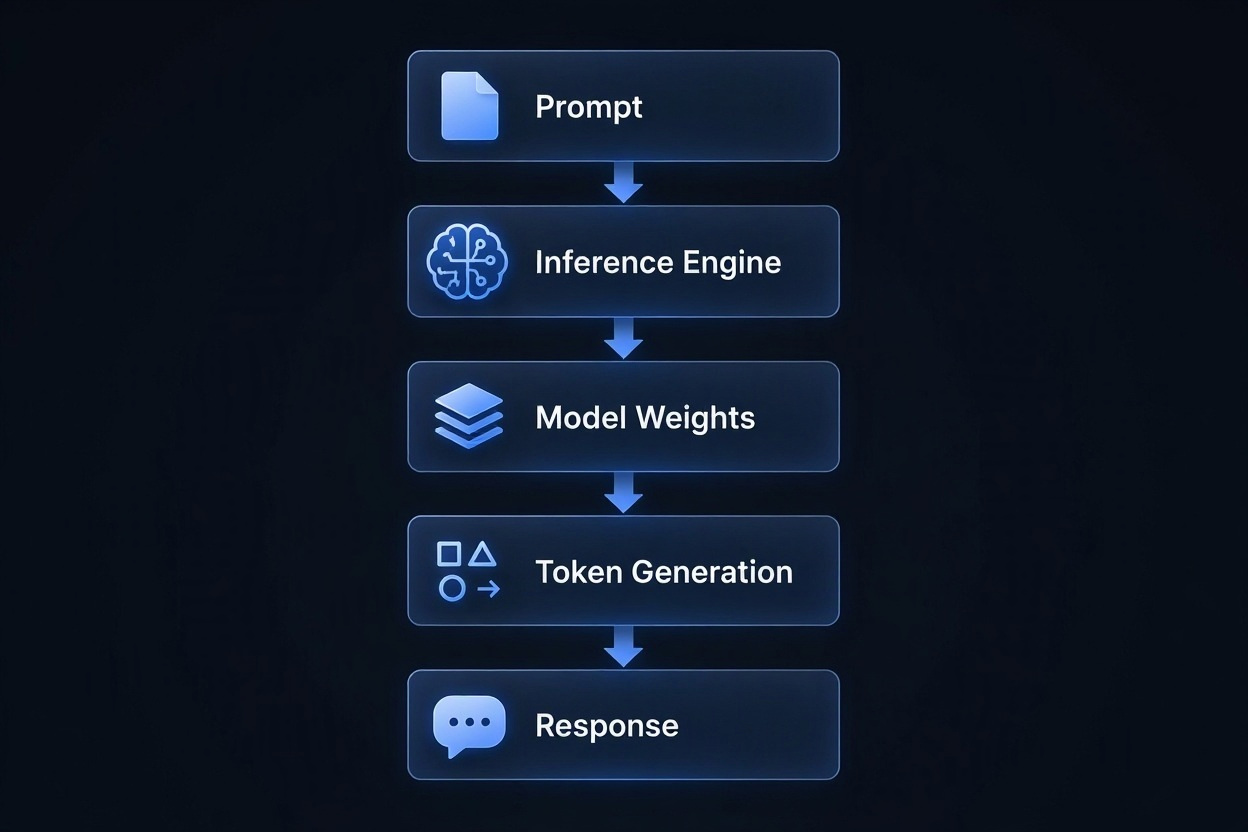 Prompt
Inference Engine
Model Weights
Token Generation
Response